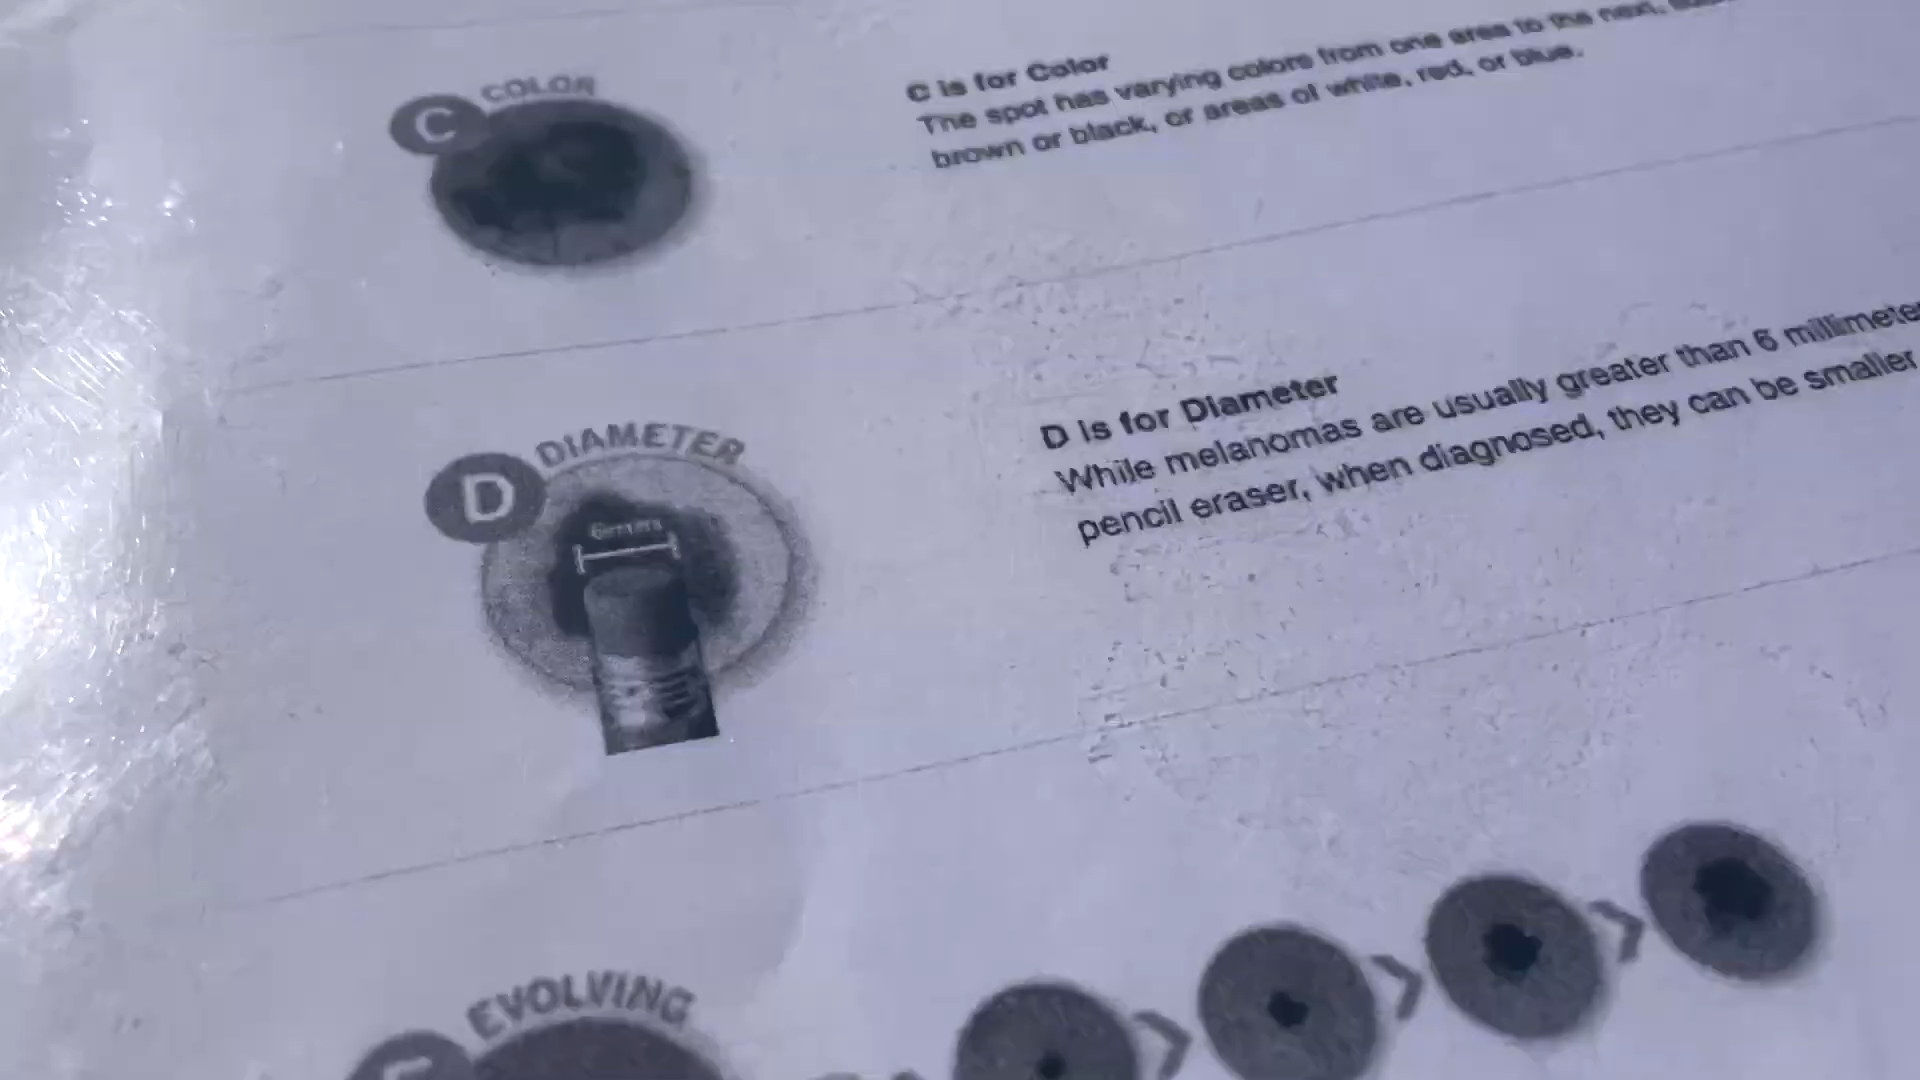 C COLOR
C is for Color
The spot has varying colors from one area to the next,
brown or black, or areas of white, red, or blue.
D DIAMETER
6mm
D is for Diameter
While melanomas are usually greater than 6 millimeter
pencil eraser, when diagnosed, they can be smaller
EVOLVING